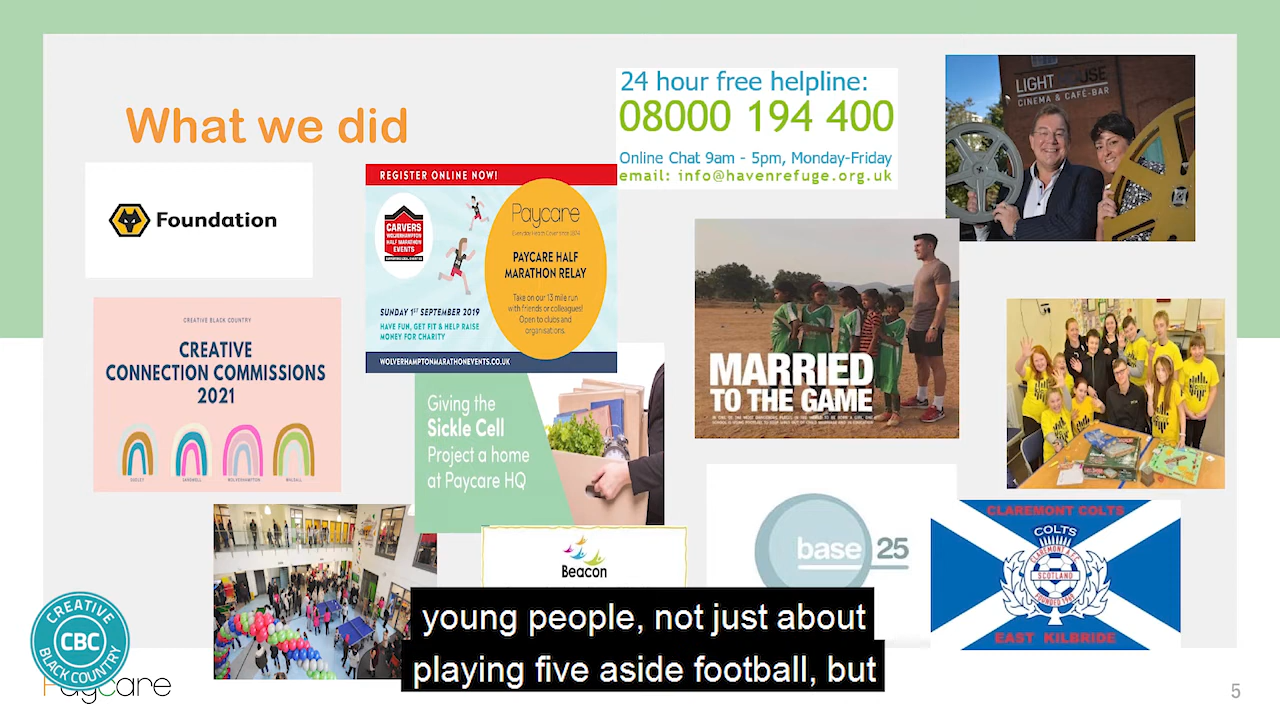 What we did
24 hour free helpline:
08000 194 400
Online Chat 9am - 5pm, Monday-Friday
email: info@havenrefuge.org.uk
LIGHT HOUSE
CINEMA & CAFÉ-BAR
Foundation
REGISTER ONLINE NOW!
CARVERS
WOLVERHAMPTON
HALF MARATHON
EVENTS
Paycare
PAYCARE HALF
MARATHON RELAY
Take on our 13 mile run
with friends or colleagues!
Open to clubs and
organisations.
SUNDAY 1ST SEPTEMBER 2019
HAVE FUN, GET FIT & HELP RAISE
MONEY FOR CHARITY
WOLVERHAMPTONMARATHONEVENTS.CO.UK
MARRIED
TO THE GAME
CREATIVE BLACK COUNTRY
CREATIVE
CONNECTION COMMISSIONS
2021
DUDLEY
SANDWELL
WOLVERHAMPTON
WALSALL
Giving the
Sickle Cell
Project a home
at Paycare HQ
Beacon
base 25
CLAREMONT COLTS
COLTS
CLAREMONT A.F.C.
SCOTLAND
EAST KILBRIDE
young people, not just about
playing five aside football, but
CREATIVE
CBC
BLACK COUNTRY
Paycare
5